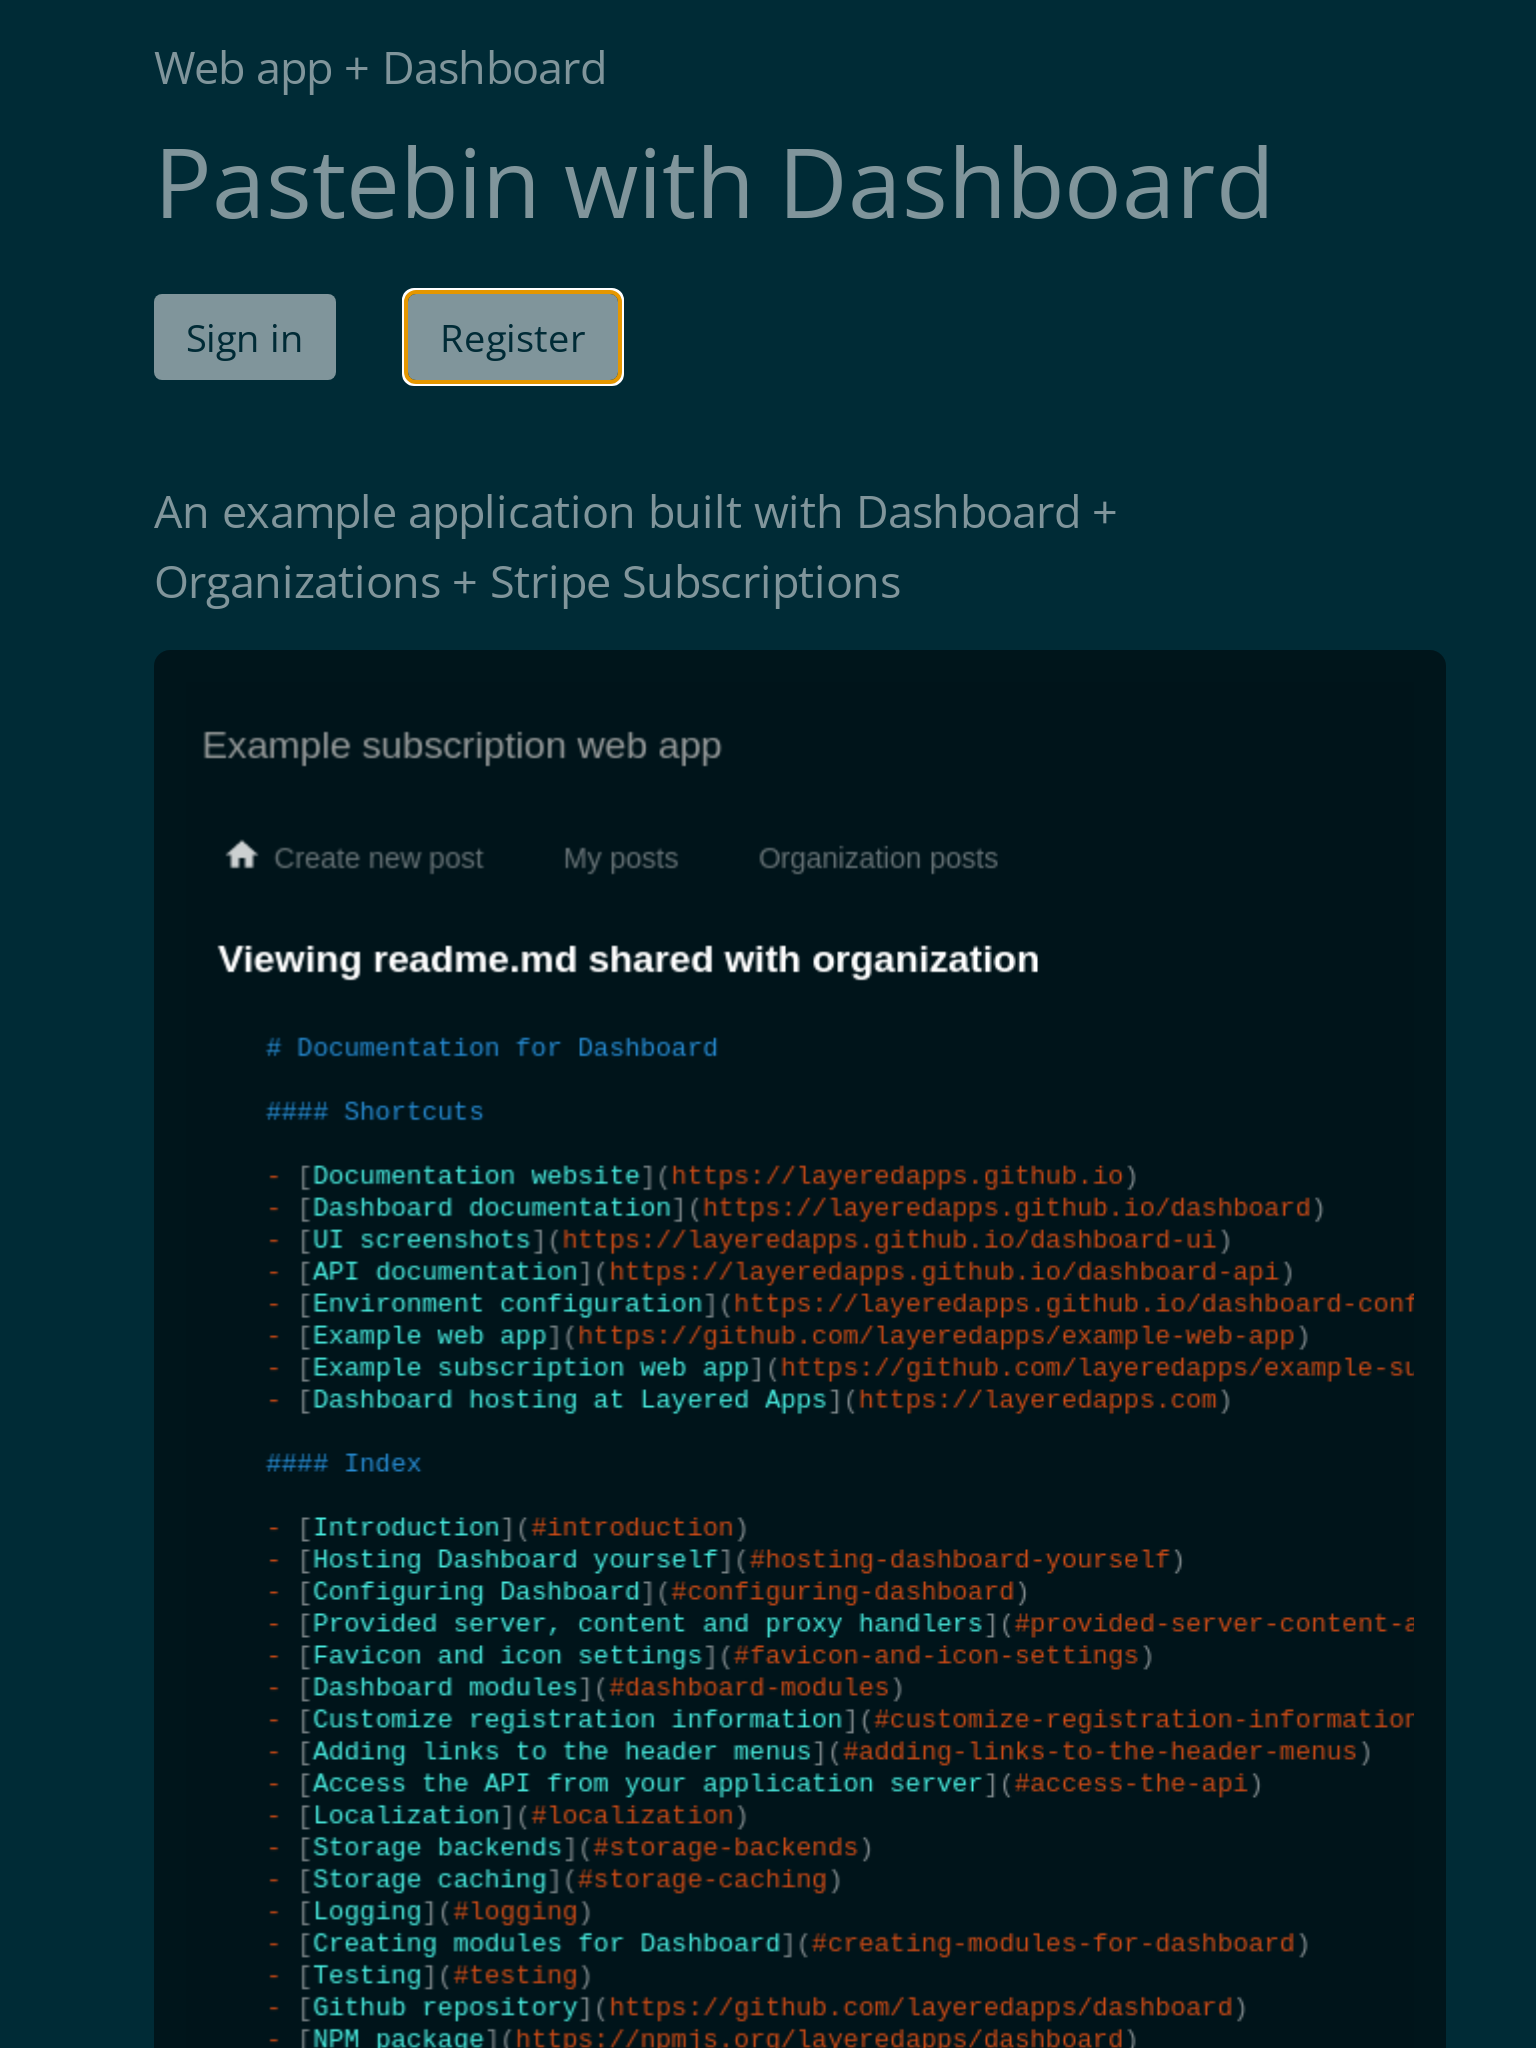 Web app + Dashboard
Pastebin with Dashboard
Sign in Register
An example application built with Dashboard +
Organizations + Stripe Subscriptions
Example subscription web app
Create new post My posts Organization posts
Viewing readme.md shared with organization
# Documentation for Dashboard
#### Shortcuts
- [Documentation website](https://layeredapps.github.io)
- [Dashboard documentation](https://layeredapps.github.io/dashboard)
- [UI screenshots](https://layeredapps.github.io/dashboard-ui)
- [API documentation](https://layeredapps.github.io/dashboard-api)
- [Environment configuration](https://layeredapps.github.io/dashboard-conf
- [Example web app](https://github.com/layeredapps/example-web-app)
- [Example subscription web app](https://github.com/layeredapps/example-su
- [Dashboard hosting at Layered Apps](https://layeredapps.com)
#### Index
- [Introduction](#introduction)
- [Hosting Dashboard yourself](#hosting-dashboard-yourself)
- [Configuring Dashboard](#configuring-dashboard)
- [Provided server, content and proxy handlers](#provided-server-content-a
- [Favicon and icon settings](#favicon-and-icon-settings)
- [Dashboard modules](#dashboard-modules)
- [Customize registration information](#customize-registration-information
- [Adding links to the header menus](#adding-links-to-the-header-menus)
- [Access the API from your application server](#access-the-api)
- [Localization](#localization)
- [Storage backends](#storage-backends)
- [Storage caching](#storage-caching)
- [Logging](#logging)
- [Creating modules for Dashboard](#creating-modules-for-dashboard)
- [Testing](#testing)
- [Github repository](https://github.com/layeredapps/dashboard)
- [NPM package](https://npmjs.org/layeredapps/dashboard)